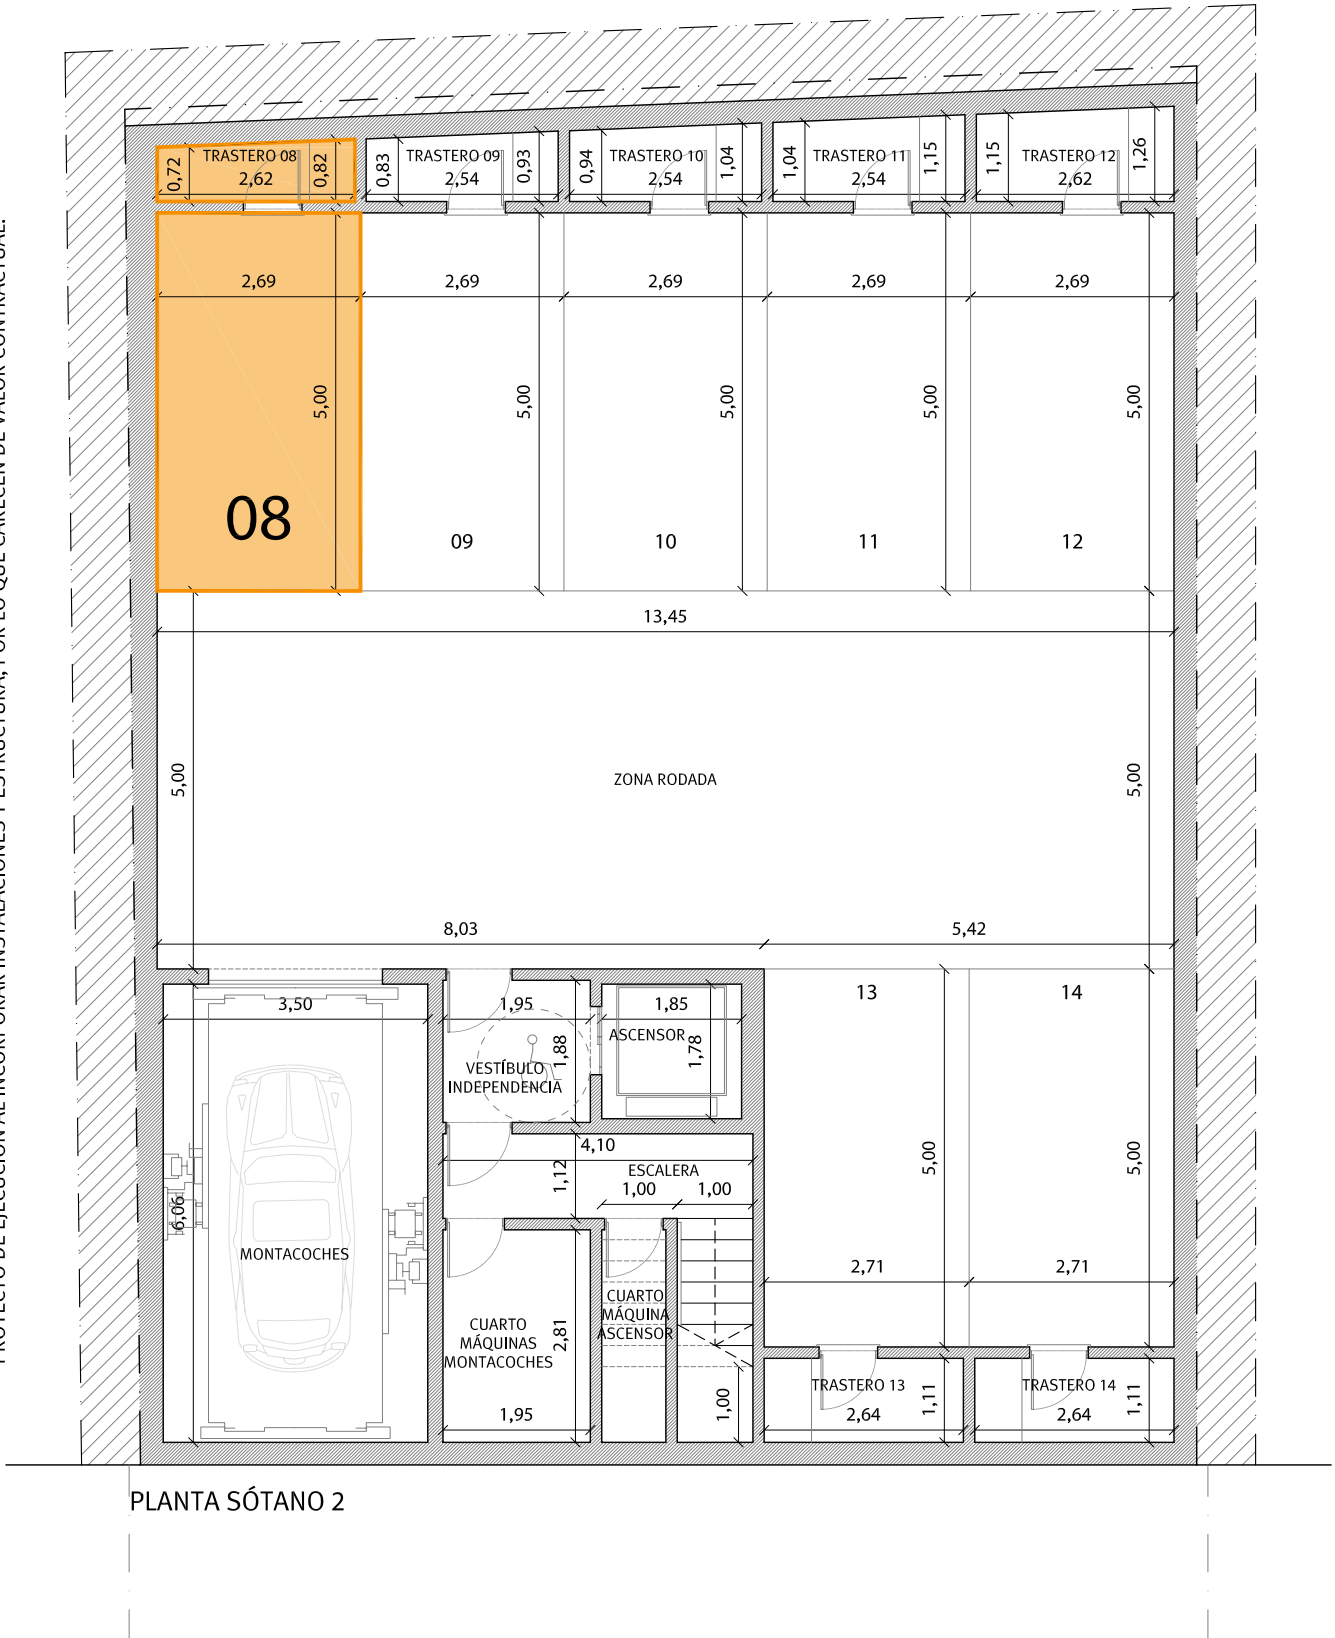 PROYECTO DE EJECUCIÓN AL INCORPORAR INSTALACIONES Y ESTRUCTURA, POR LO QUE CARECEN DE VALOR CONTRACTUAL.
TRASTERO 08
0,72
2,62
0,82
TRASTERO 09
0,83
2,54
0,93
TRASTERO 10
0,94
2,54
1,04
TRASTERO 11
1,04
2,54
1,15
TRASTERO 12
1,15
2,62
1,26
2,69
2,69
2,69
2,69
2,69
5,00
5,00
5,00
5,00
5,00
08
09
10
11
12
13,45
5,00
ZONA RODADA
5,00
8,03
5,42
3,50
1,95
1,85
13
14
ASCENSOR
1,88
1,78
VESTÍBULO
INDEPENDENCIA
4,10
1,12
ESCALERA
1,00
1,00
5,00
5,00
6,06
MONTACOCHES
2,71
2,71
CUARTO
MÁQUINA
ASCENSOR
CUARTO
MÁQUINAS
MONTACOCHES
2,81
1,95
1,00
TRASTERO 13
2,64
1,11
TRASTERO 14
2,64
1,11
PLANTA SÓTANO 2